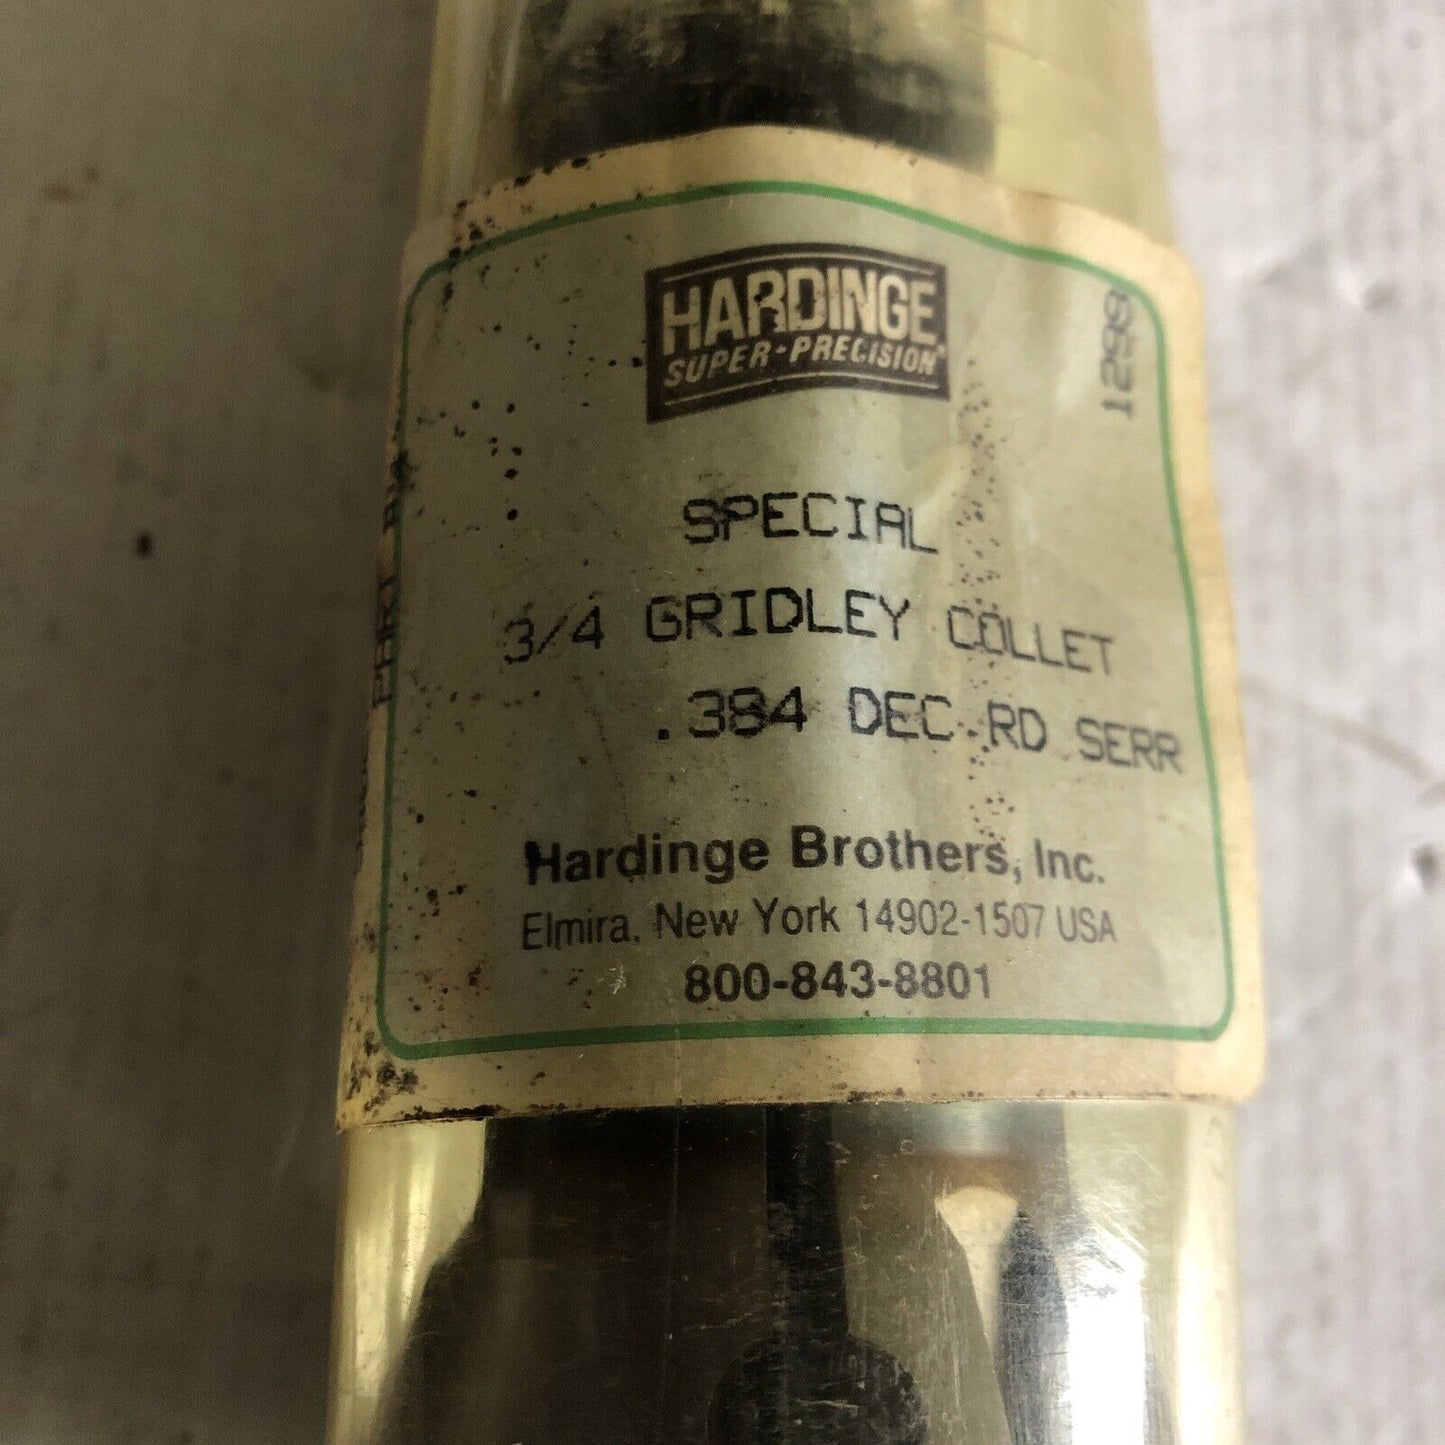 HARDINGE
SUPER-PRECISION®
1298
SPECIAL
3/4 GRIDLEY COLLET
.384 DEC RD SERR
Hardinge Brothers, Inc.
Elmira, New York 14902-1507 USA
800-843-8801